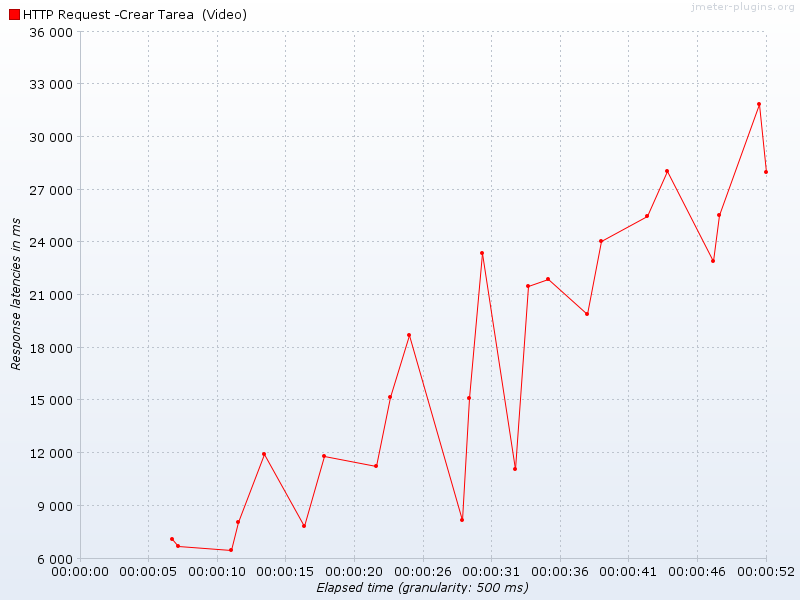 jmeter-plugins.org
HTTP Request -Crear Tarea  (Video)
36 000
33 000
30 000
27 000
24 000
21 000
18 000
15 000
12 000
9 000
6 000
Response latencies in ms
00:00:00 00:00:05 00:00:10 00:00:15 00:00:20 00:00:26 00:00:31 00:00:36 00:00:41 00:00:46 00:00:52
Elapsed time (granularity: 500 ms)